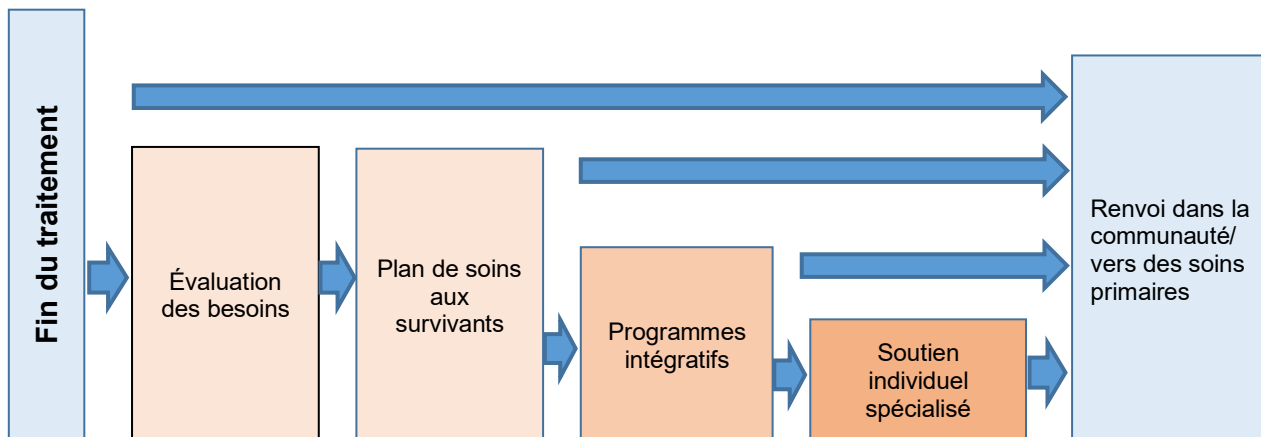 Fin du traitement
Évaluation
des besoins
Plan de soins
aux
survivants
Programmes
intégratifs
Soutien
individuel
spécialisé
Renvoi dans la
communauté/
vers des soins
primaires